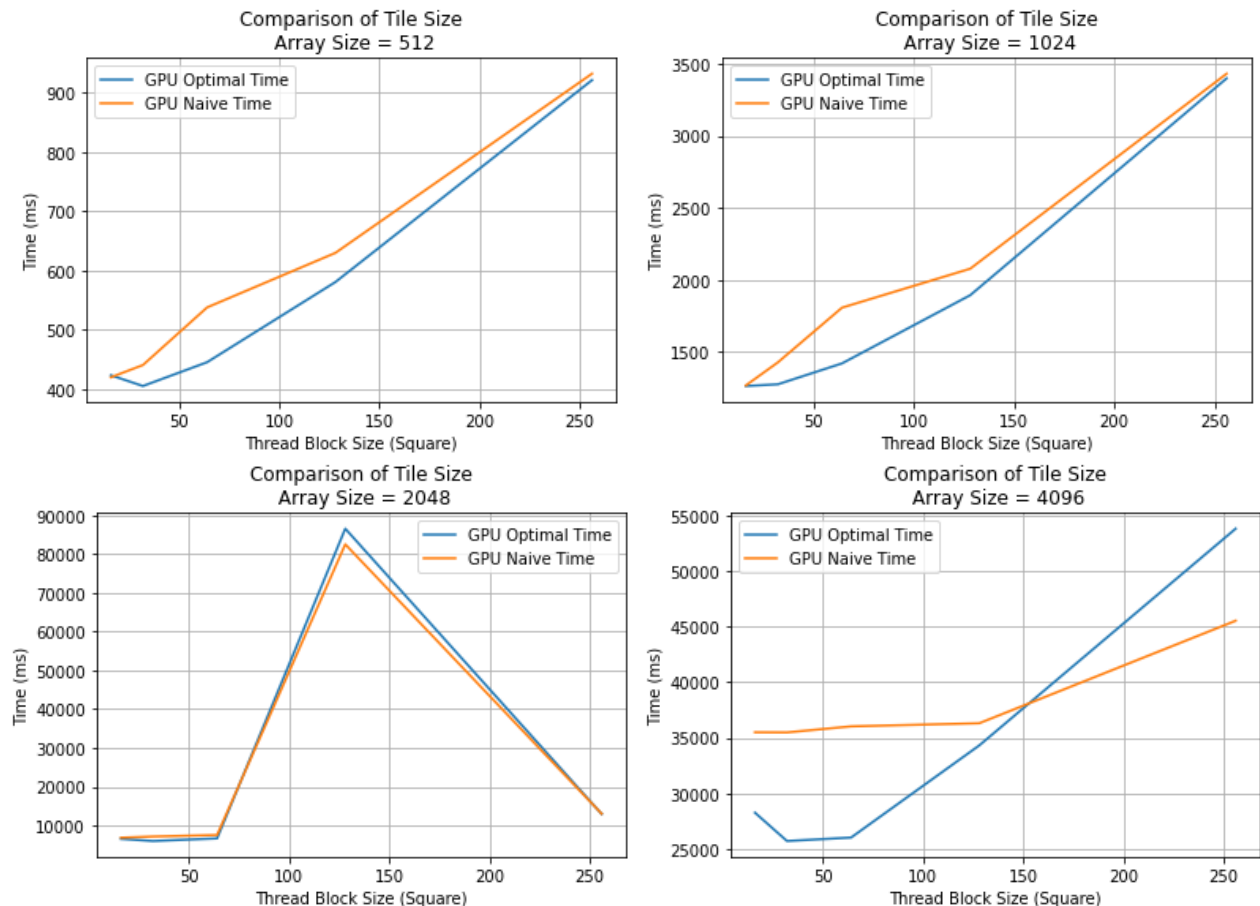 Comparison of Tile Size
Array Size = 512
GPU Optimal Time
GPU Naive Time
900
800
700
600
500
400
Time (ms)
50 100 150 200 250
Thread Block Size (Square)
Comparison of Tile Size
Array Size = 1024
GPU Optimal Time
GPU Naive Time
3500
3000
2500
2000
1500
Time (ms)
50 100 150 200 250
Thread Block Size (Square)
Comparison of Tile Size
Array Size = 2048
GPU Optimal Time
GPU Naive Time
90000
80000
70000
60000
50000
40000
30000
20000
10000
Time (ms)
50 100 150 200 250
Thread Block Size (Square)
Comparison of Tile Size
Array Size = 4096
GPU Optimal Time
GPU Naive Time
55000
50000
45000
40000
35000
30000
25000
Time (ms)
50 100 150 200 250
Thread Block Size (Square)